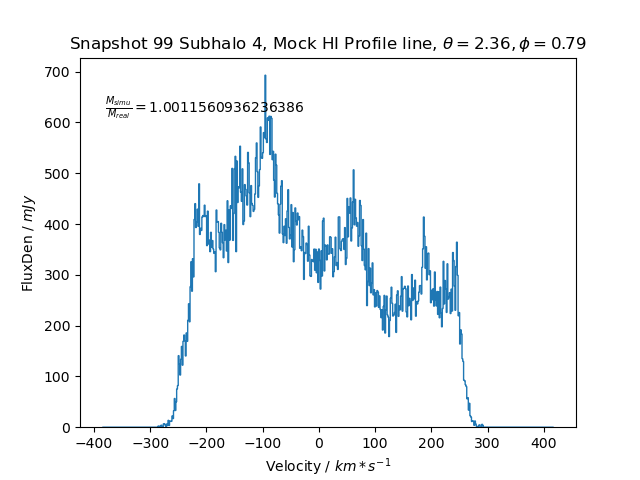 Snapshot 99 Subhalo 4, Mock HI Profile line, θ = 2.36, ϕ = 0.79
700
600
500
400
300
200
100
0
FluxDen / mJy
M_simu/M_real = 1.0011560936236386
−400 −300 −200 −100 0 100 200 300 400
Velocity / km * s⁻¹